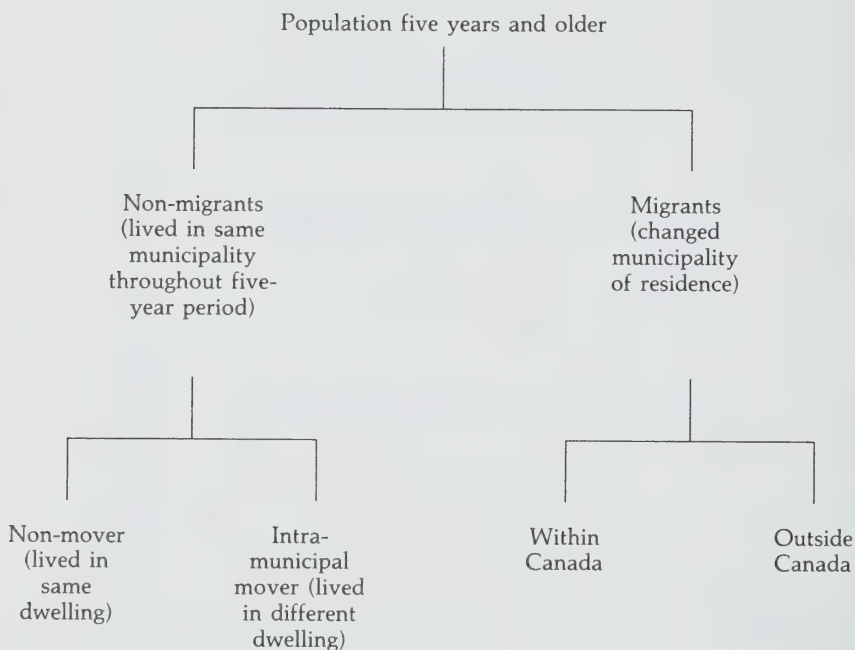 Population five years and older
Non-migrants
(lived in same
municipality
throughout five-
year period)
Migrants
(changed
municipality
of residence)
Non-mover
(lived in
same
dwelling)
Intra-
municipal
mover (lived
in different
dwelling)
Within
Canada
Outside
Canada